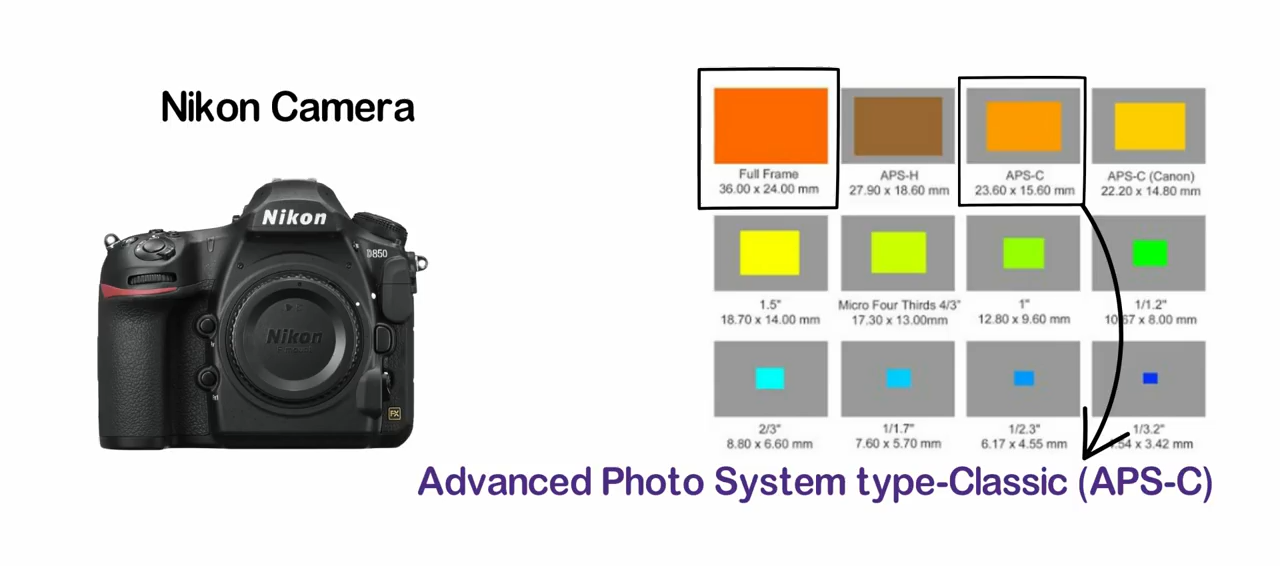 Nikon Camera
Nikon
D850
Nikon
FX
Full Frame
36.00 x 24.00 mm
APS-H
27.90 x 18.60 mm
APS-C
23.60 x 15.60 mm
APS-C (Canon)
22.20 x 14.80 mm
1.5"
18.70 x 14.00 mm
Micro Four Thirds 4/3"
17.30 x 13.00mm
1"
12.80 x 9.60 mm
1/1.2"
10.67 x 8.00 mm
2/3"
8.80 x 6.60 mm
1/1.7"
7.60 x 5.70 mm
1/2.3"
6.17 x 4.55 mm
1/3.2"
x 3.42 mm
Advanced Photo System type-Classic (APS-C)